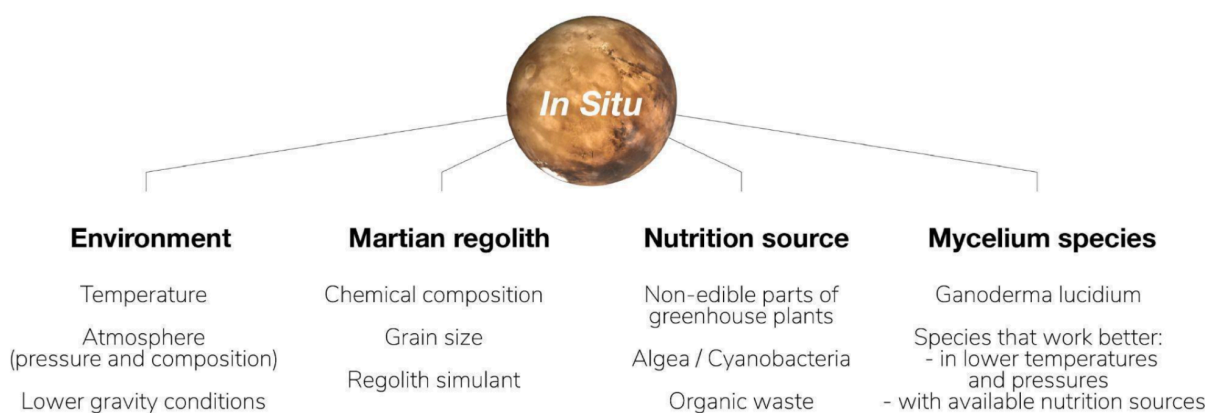 In Situ
Environment
Temperature
Atmosphere
(pressure and composition)
Lower gravity conditions
Martian regolith
Chemical composition
Grain size
Regolith simulant
Nutrition source
Non-edible parts of
greenhouse plants
Algea / Cyanobacteria
Organic waste
Mycelium species
Ganoderma lucidium
Species that work better:
- in lower temperatures
and pressures
- with available nutrition sources